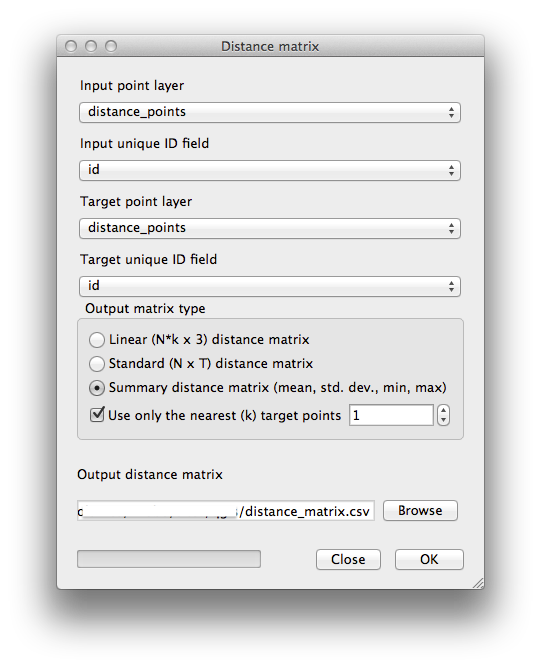 Distance matrix
Input point layer
distance_points
Input unique ID field
id
Target point layer
distance_points
Target unique ID field
id
Output matrix type
Linear (N*k x 3) distance matrix
Standard (N x T) distance matrix
Summary distance matrix (mean, std. dev., min, max)
Use only the nearest (k) target points 1
Output distance matrix
/distance_matrix.csv Browse
Close OK